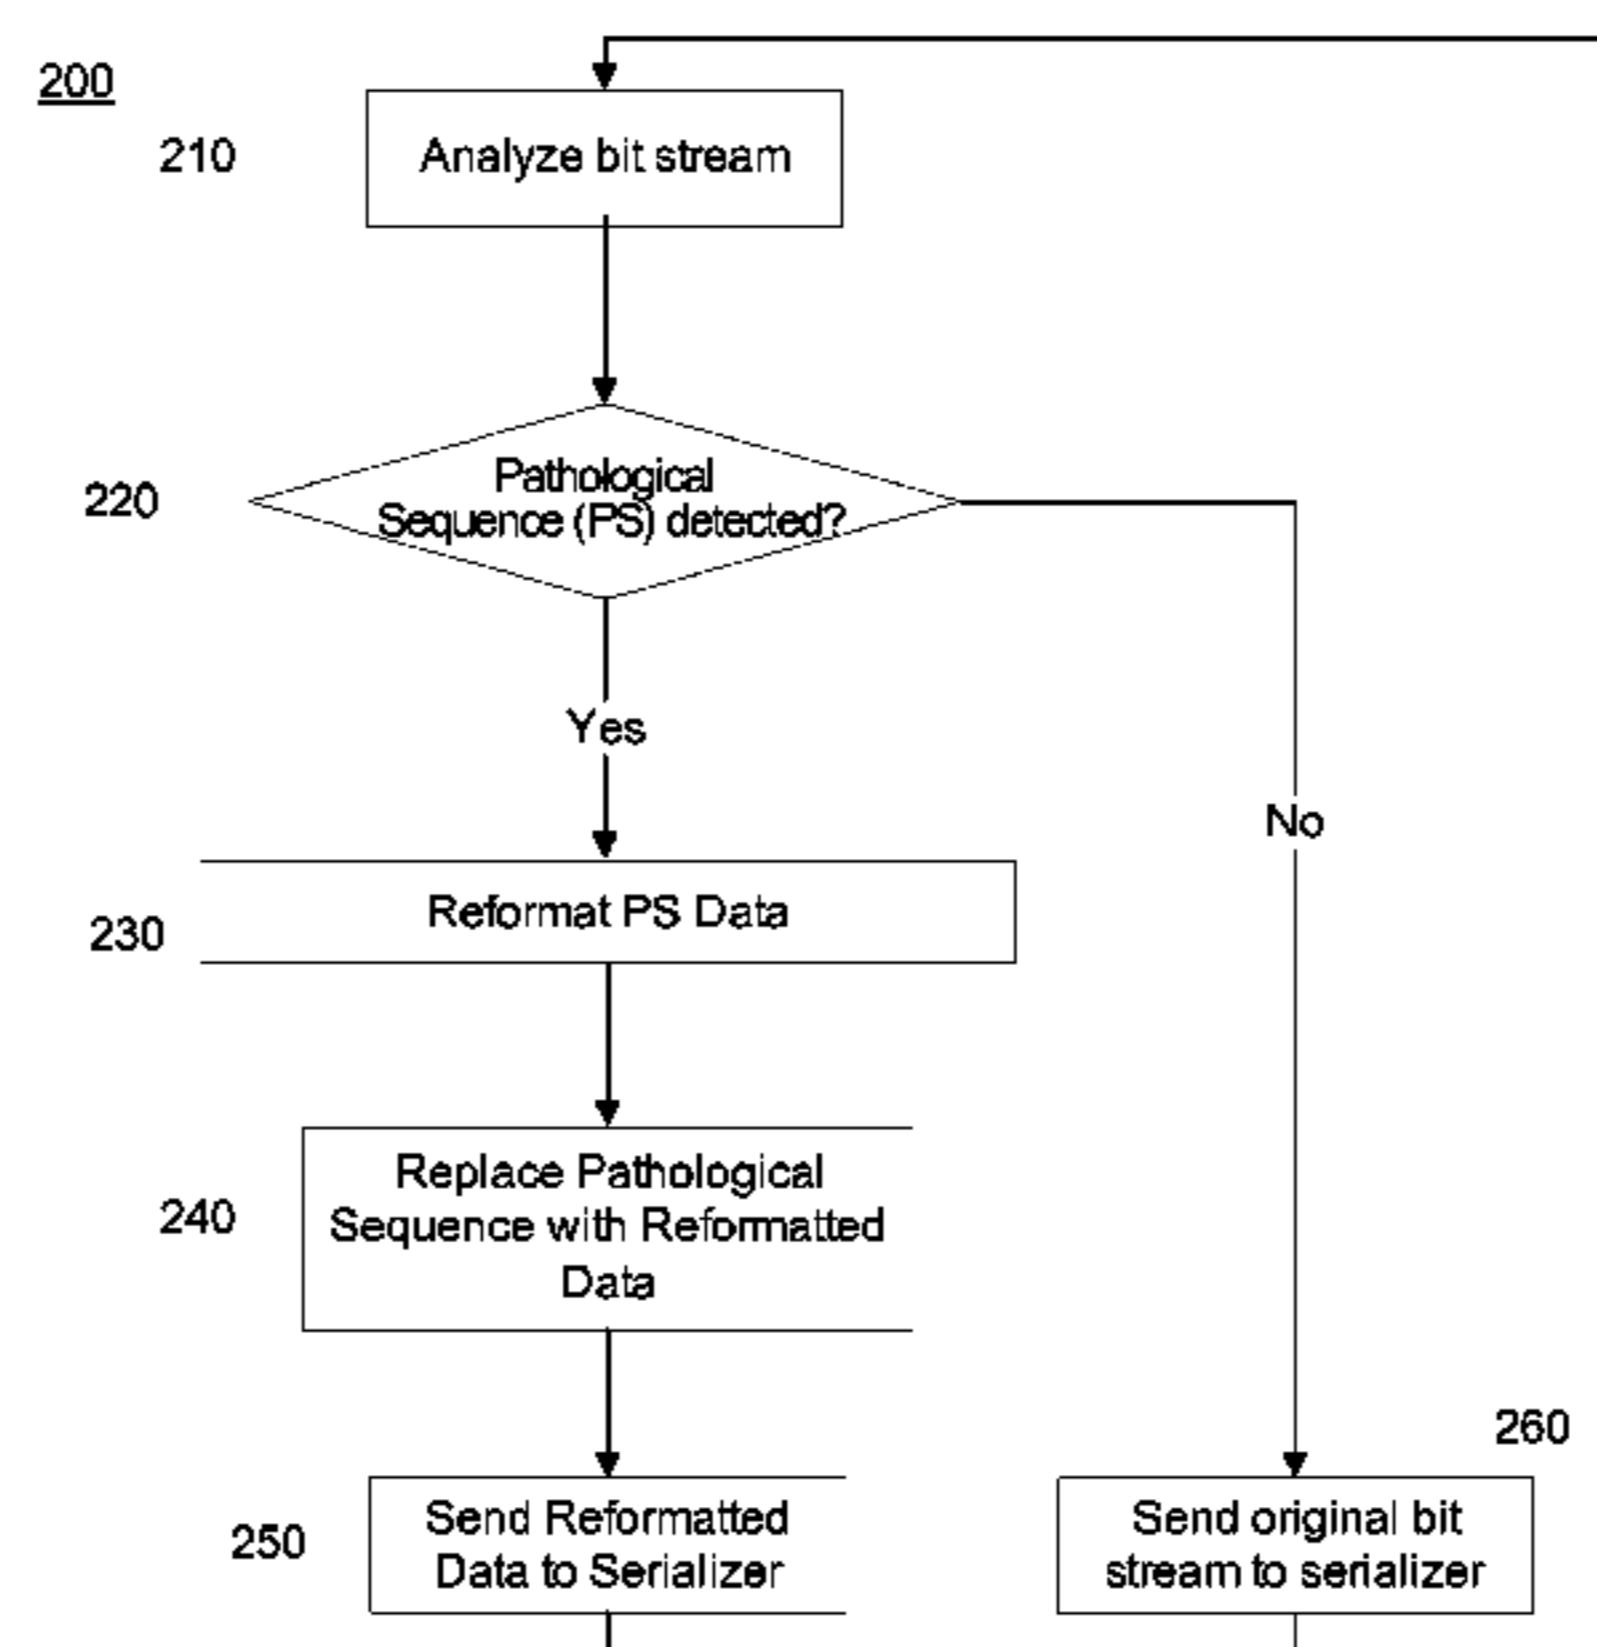 200
210
Analyze bit stream
220
Pathological
Sequence (PS) detected?
Yes
No
230
Reformat PS Data
240
Replace Pathological
Sequence with Reformatted
Data
250
Send Reformatted
Data to Serializer
260
Send original bit
stream to serializer